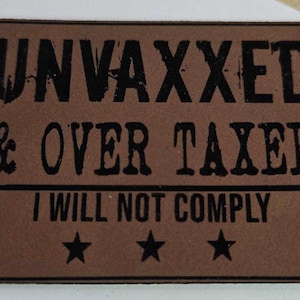 UNVAXXED
& OVER TAXED
I WILL NOT COMPLY